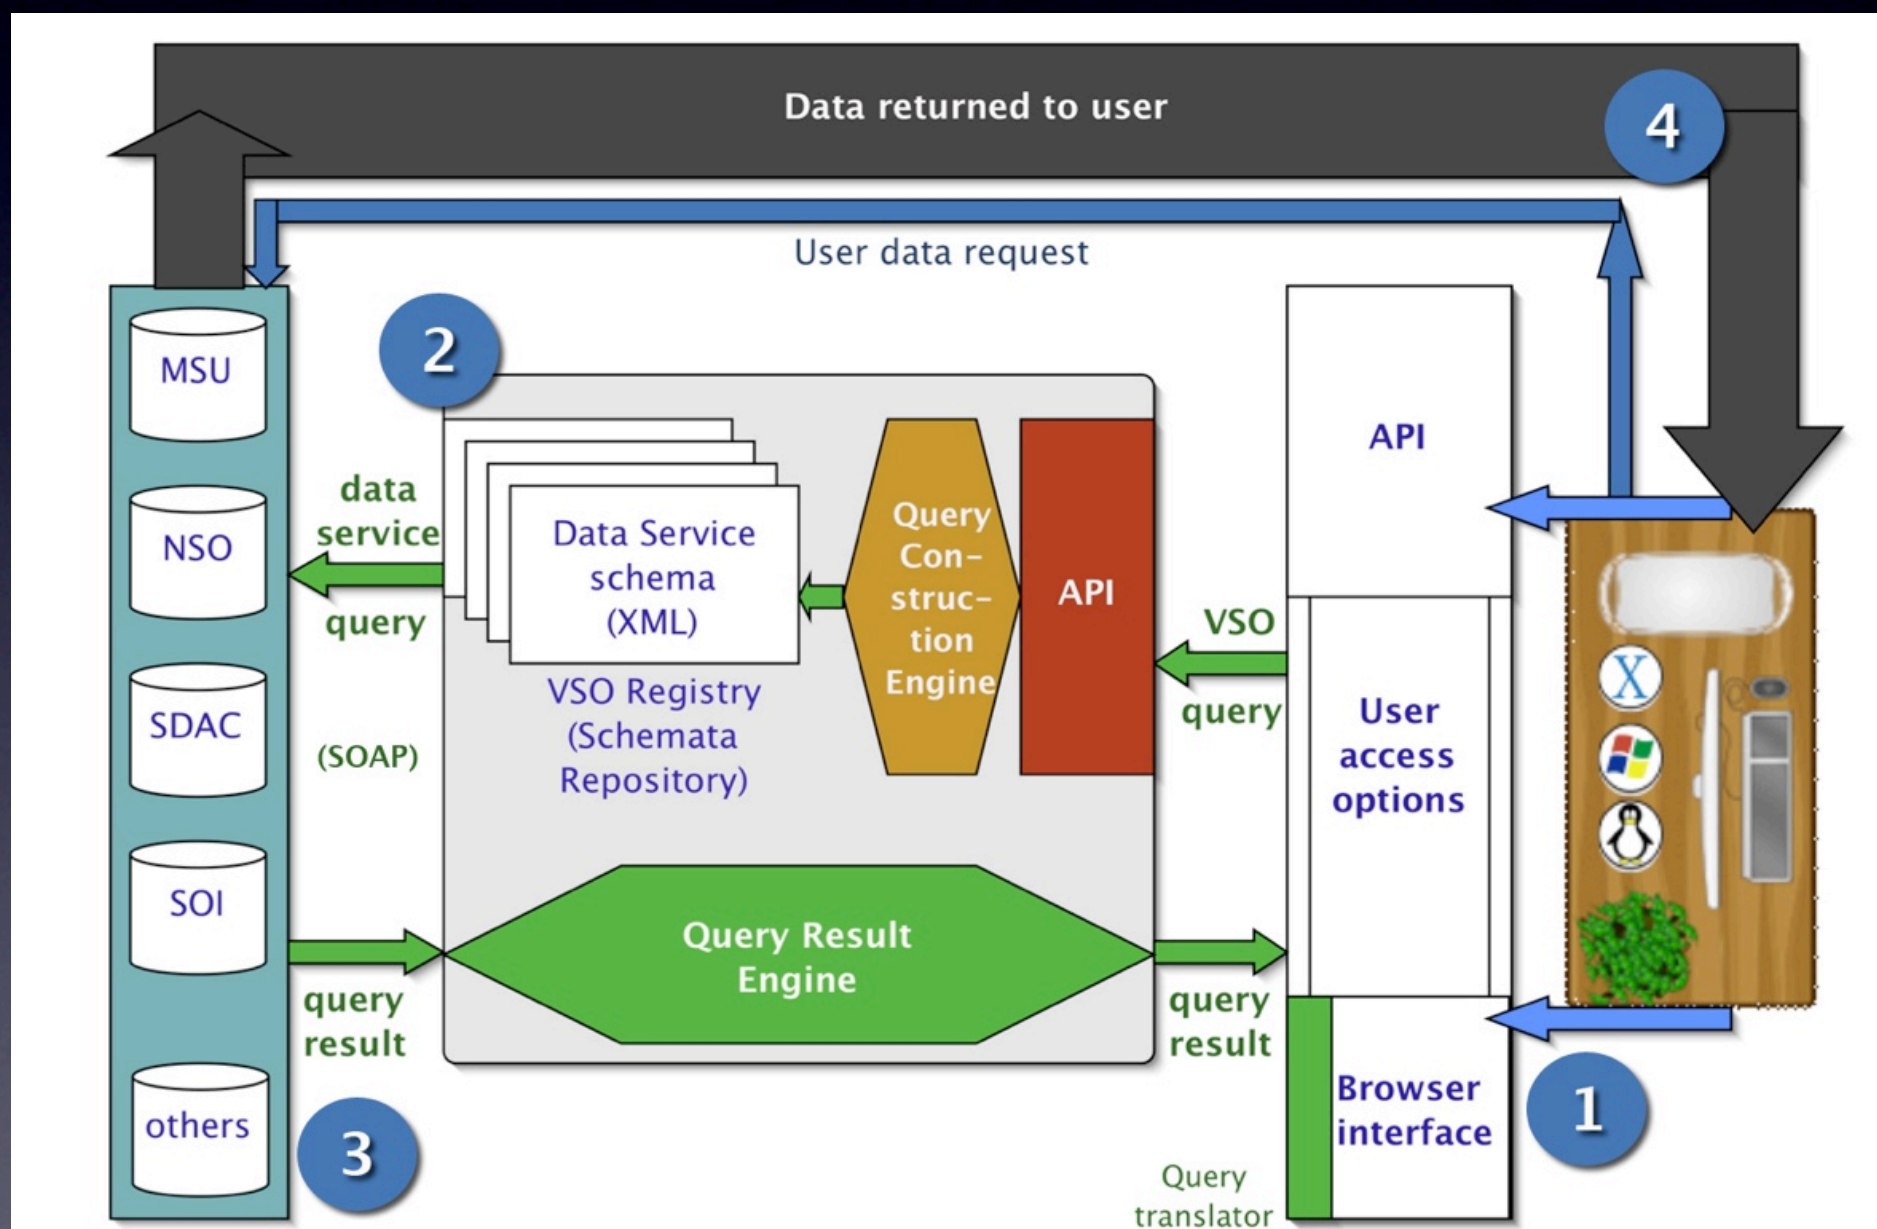 Data returned to user
4
User data request
MSU
NSO
SDAC
SOI
others
3
2
data
service
query
(SOAP)
query
result
Data Service
schema
(XML)
VSO Registry
(Schemata
Repository)
Query
Con-
struc-
tion
Engine
API
Query Result
Engine
VSO
query
query
result
API
User
access
options
Browser
interface
Query
translator
1
X